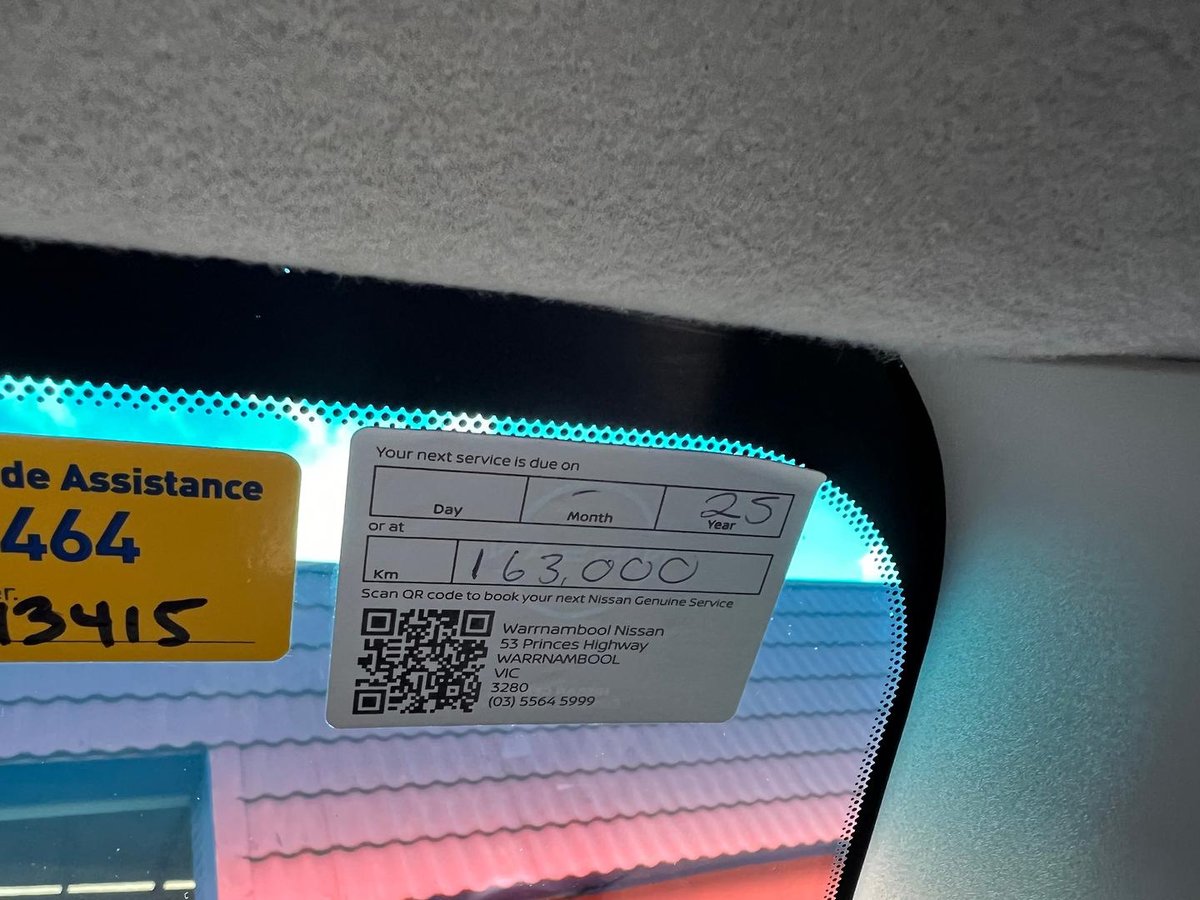 de Assistance
464
r.
13415
Your next service is due on
- 25
Day Month Year
or at
Km 163,000
Scan QR code to book your next Nissan Genuine Service
Warrnambool Nissan
53 Princes Highway
WARRNAMBOOL
VIC
3280
(03) 5564 5999